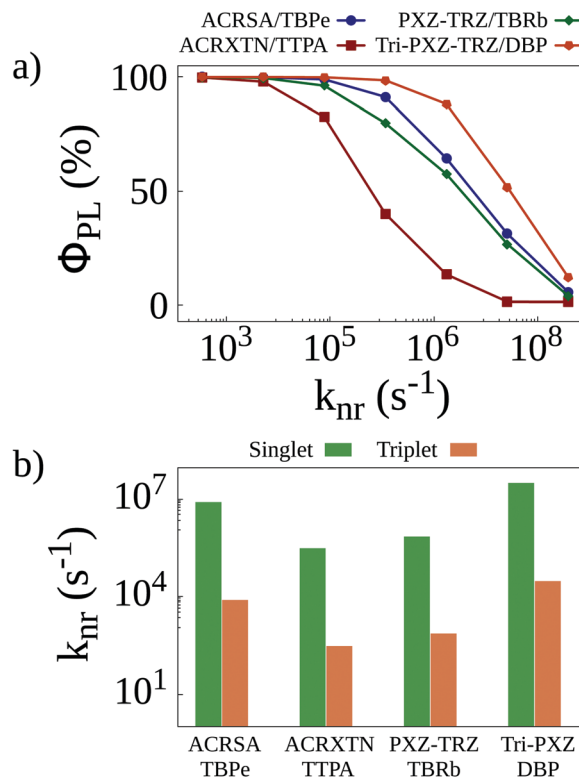 ACRSA/TBPe PXZ-TRZ/TBRb
ACRXTN/TTPA Tri-PXZ-TRZ/DBP
a)
100
50
0
Φ_PL (%)
10^3 10^5 10^6 10^8
k_nr (s^-1)
b)
Singlet Triplet
10^7
10^4
10^1
k_nr (s^-1)
ACRSA ACRXTN PXZ-TRZ Tri-PXZ
TBPe TTPA TBRb DBP